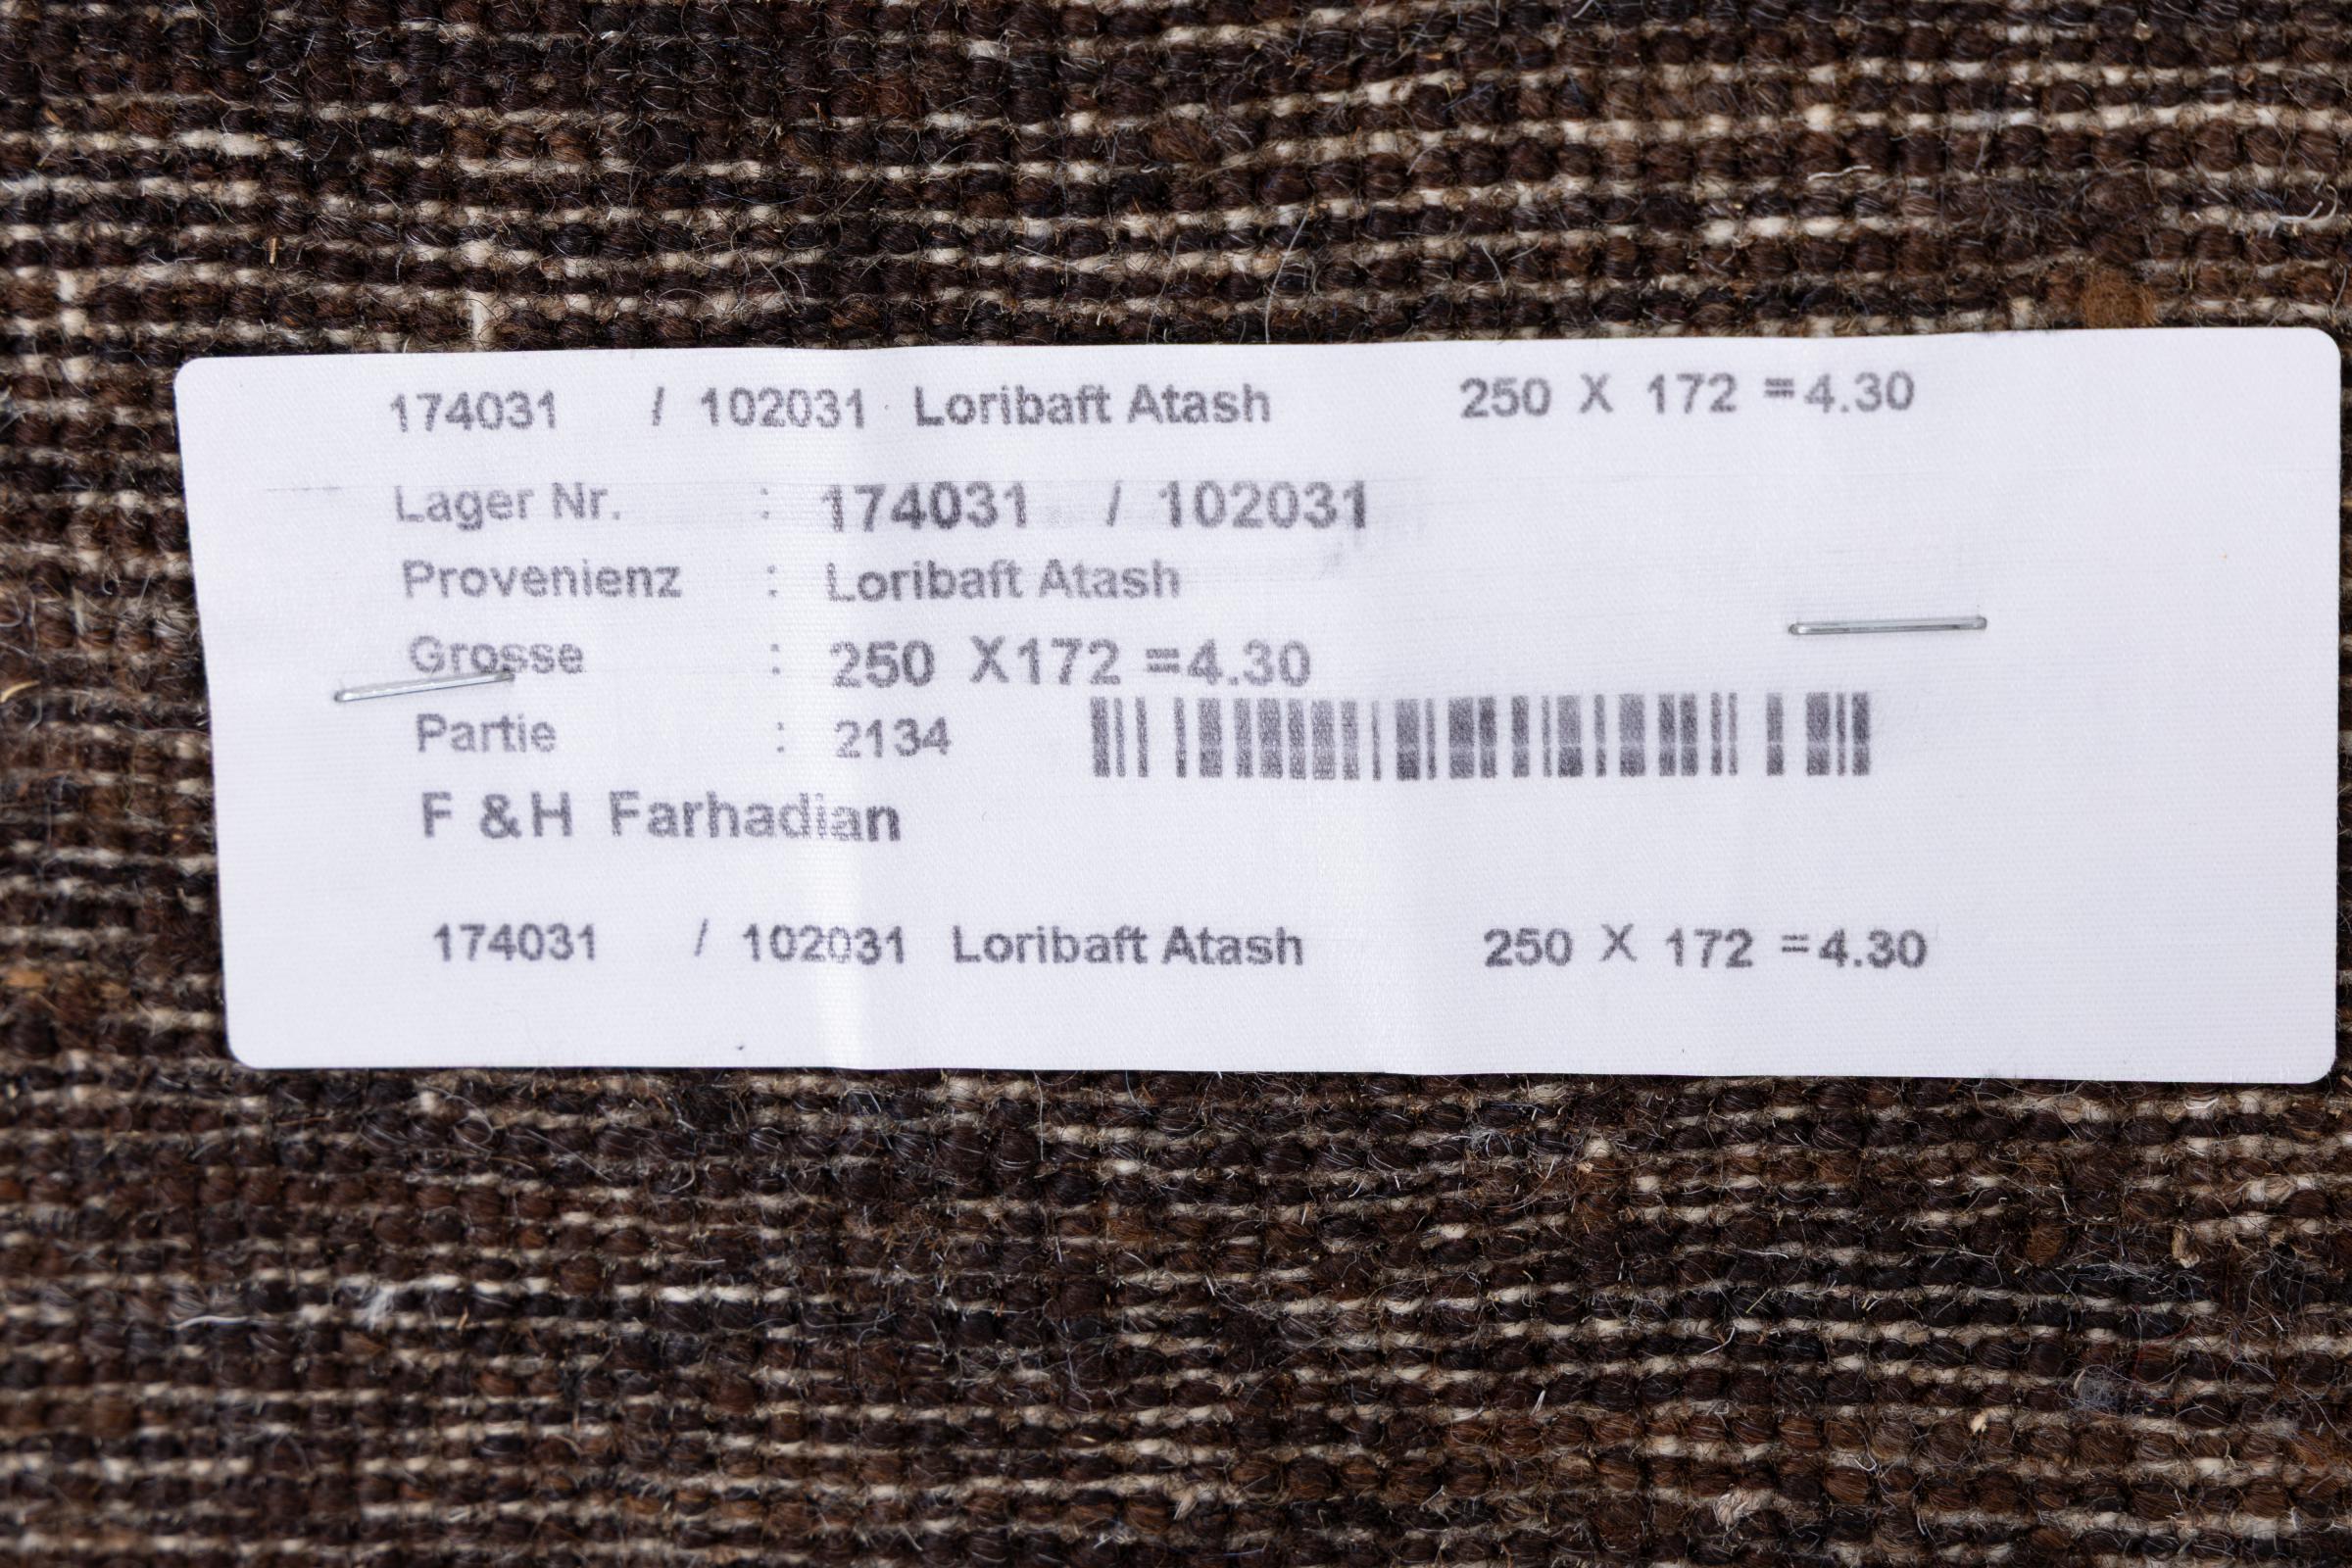 174031 / 102031 Loribaft Atash 250 X 172 =4.30
Lager Nr. : 174031 / 102031
Provenienz : Loribaft Atash
Grosse : 250 X172 =4.30
Partie : 2134
F &H Farhadian
174031 / 102031 Loribaft Atash 250 X 172 =4.30